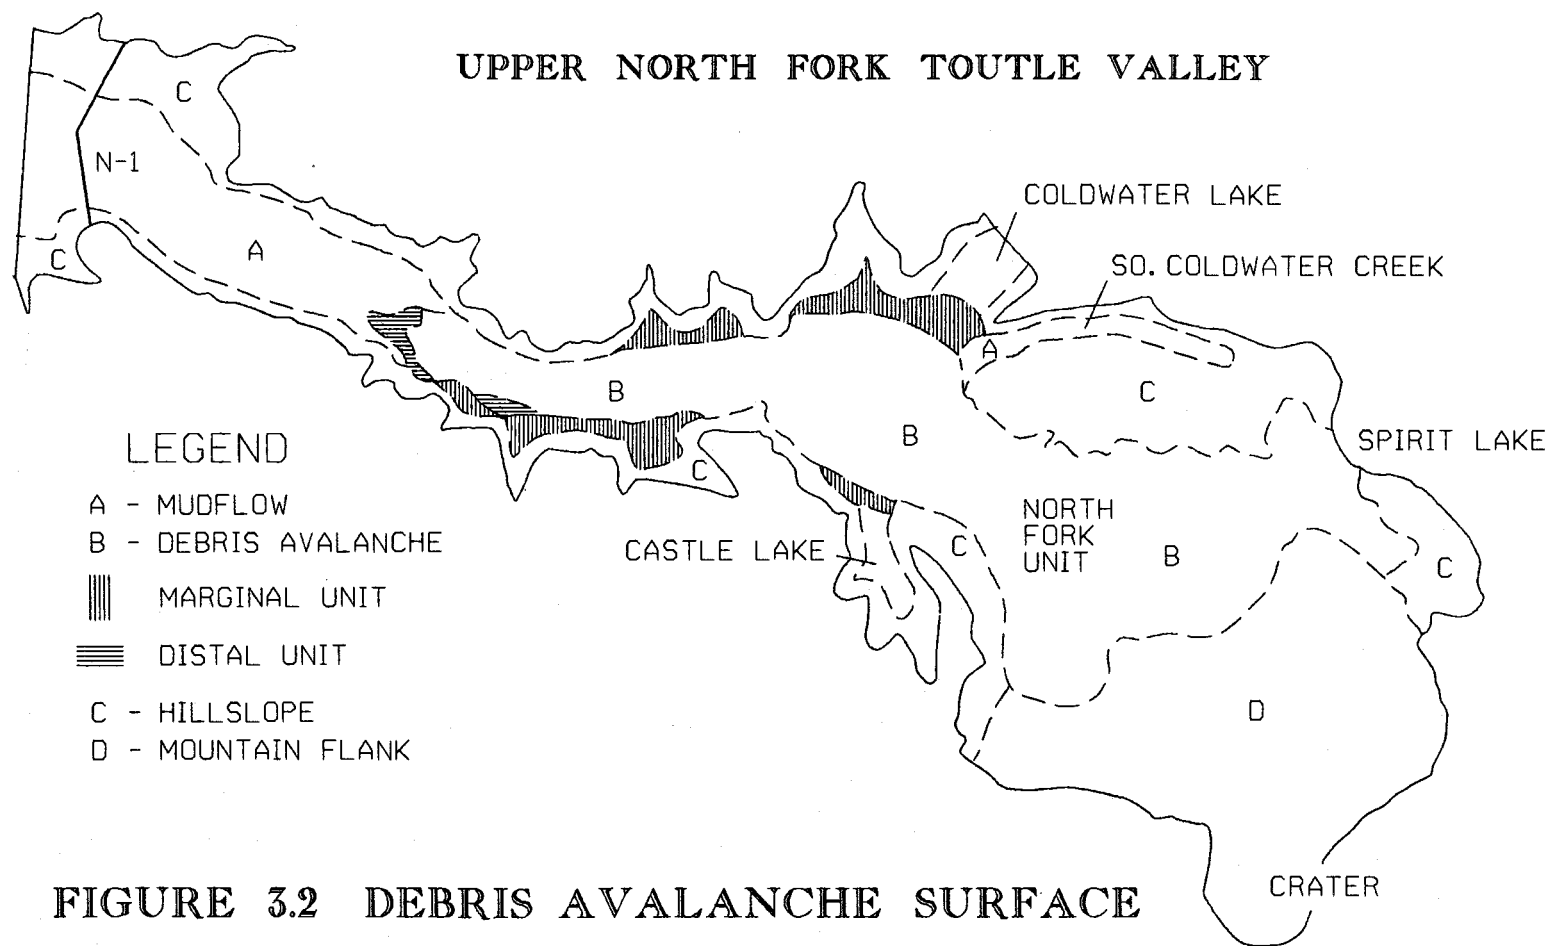 UPPER NORTH FORK TOUTLE VALLEY
C
N-1
COLDWATER LAKE
A
C
SO. COLDWATER CREEK
A
B
C
B
LEGEND
SPIRIT LAKE
C
A - MUDFLOW
NORTH
FORK
UNIT
B - DEBRIS AVALANCHE
CASTLE LAKE
C
B
C
MARGINAL UNIT
DISTAL UNIT
C - HILLSLOPE
D
D - MOUNTAIN FLANK
CRATER
FIGURE 3.2 DEBRIS AVALANCHE SURFACE